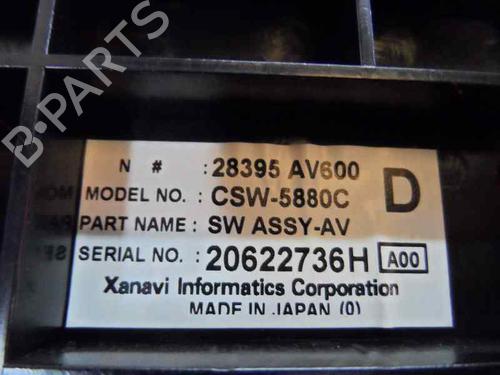 B-PARTS
N # : 28395 AV600
MODEL NO. : CSW-5880C
D
PART NAME : SW ASSY-AV
SERIAL NO. : 20622736H A00
Xanavi Informatics Corporation
MADE IN JAPAN (0)